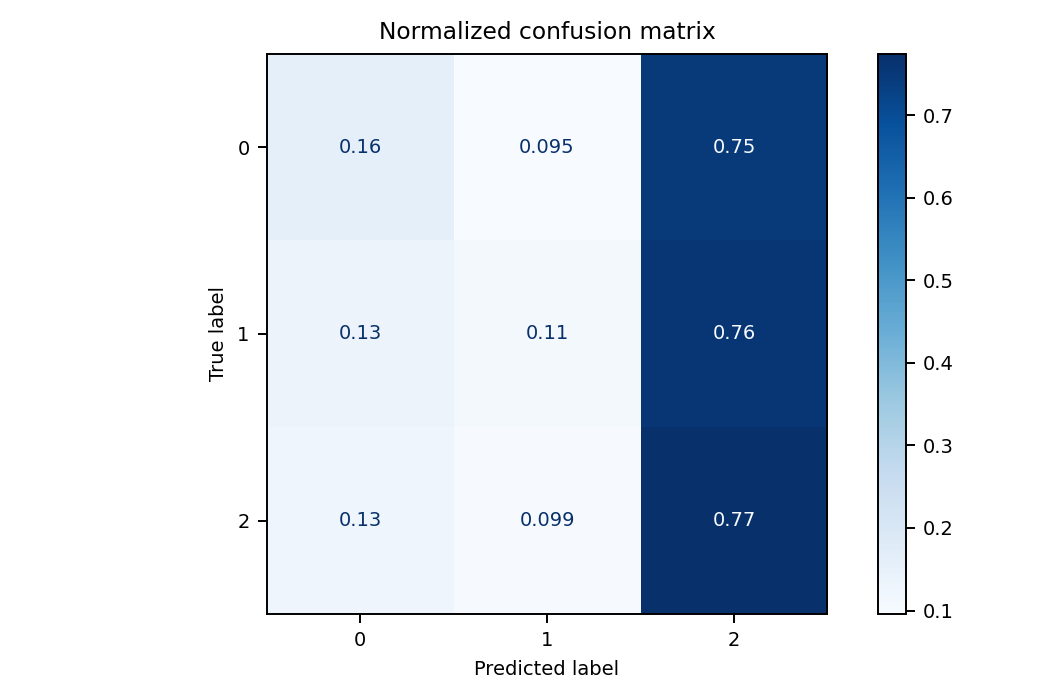 Normalized confusion matrix
0 0.16 0.095 0.75
1 0.13 0.11 0.76
2 0.13 0.099 0.77
0 1 2
True label
Predicted label
0.7
0.6
0.5
0.4
0.3
0.2
0.1